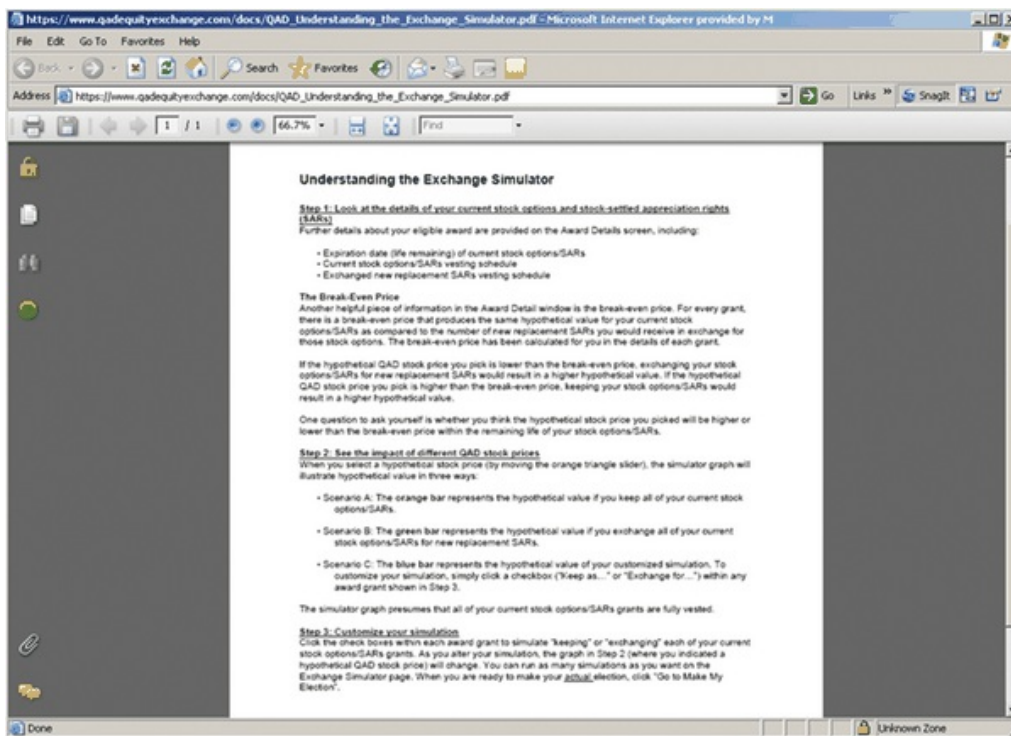 https://www.qadequityexchange.com/docs/QAD_Understanding_the_Exchange_Simulator.pdf - Microsoft Internet Explorer provided by M
File Edit Go To Favorites Help
Back Search Favorites
Address https://www.qadequityexchange.com/docs/QAD_Understanding_the_Exchange_Simulator.pdf Go Links » SnagIt
1 / 1 66.7% Find
Understanding the Exchange Simulator
Step 1: Look at the details of your current stock options and stock-settled appreciation rights
(SARs)
Further details about your eligible award are provided on the Award Details screen, including:
• Expiration date (life remaining) of current stock options/SARs
• Current stock options/SARs vesting schedule
• Exchanged new replacement SARs vesting schedule
The Break-Even Price
Another helpful piece of information in the Award Detail window is the break-even price. For every grant,
there is a break-even price that produces the same hypothetical value for your current stock
options/SARs as compared to the number of new replacement SARs you would receive in exchange for
those stock options. The break-even price has been calculated for you in the details of each grant.
If the hypothetical QAD stock price you pick is lower than the break-even price, exchanging your stock
options/SARs for new replacement SARs would result in a higher hypothetical value. If the hypothetical
QAD stock price you pick is higher than the break-even price, keeping your stock options/SARs would
result in a higher hypothetical value.
One question to ask yourself is whether you think the hypothetical stock price you picked will be higher or
lower than the break-even price within the remaining life of your stock options/SARs.
Step 2: See the impact of different QAD stock prices
When you select a hypothetical stock price (by moving the orange triangle slider), the simulator graph will
illustrate hypothetical value in three ways:
• Scenario A: The orange bar represents the hypothetical value if you keep all of your current stock
options/SARs.
• Scenario B: The green bar represents the hypothetical value if you exchange all of your current
stock options/SARs for new replacement SARs.
• Scenario C: The blue bar represents the hypothetical value of your customized simulation. To
customize your simulation, simply click a checkbox ("Keep as..." or "Exchange for...") within any
award grant shown in Step 3.
The simulator graph presumes that all of your current stock options/SARs grants are fully vested.
Step 3: Customize your simulation
Click the check boxes within each award grant to simulate "keeping" or "exchanging" each of your current
stock options/SARs grants. As you alter your simulation, the graph in Step 2 (where you indicated a
hypothetical QAD stock price) will change. You can run as many simulations as you want on the
Exchange Simulator page. When you are ready to make your actual election, click "Go to Make My
Election".
Done Unknown Zone